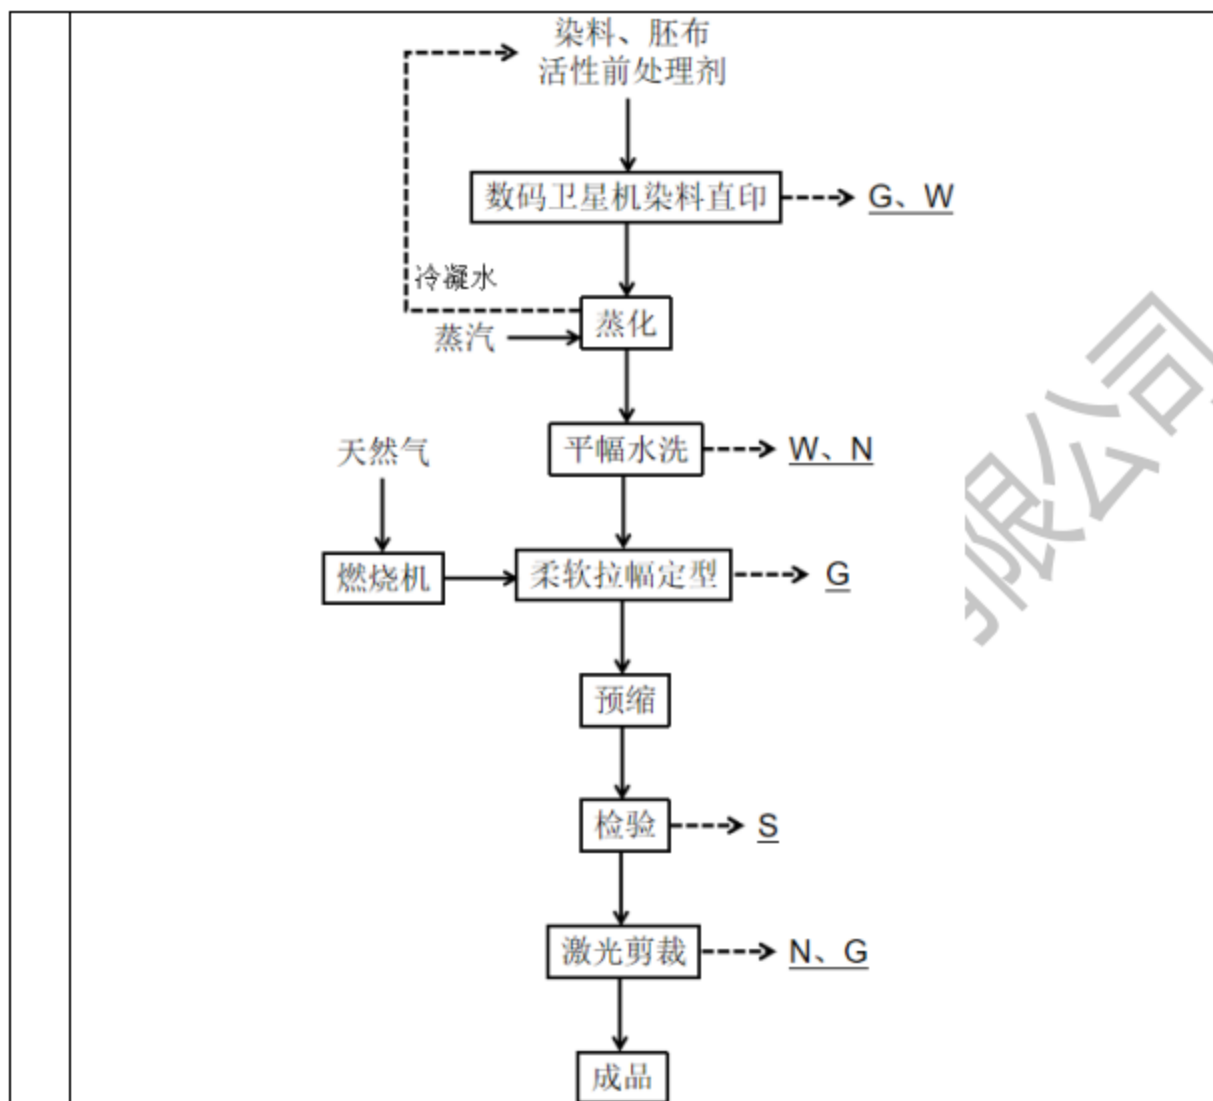 染料、胚布
活性前处理剂
数码卫星机染料直印
G、W
冷凝水
蒸汽
蒸化
平幅水洗
W、N
天然气
燃烧机
柔软拉幅定型
G
预缩
检验
S
激光剪裁
N、G
成品
限公司